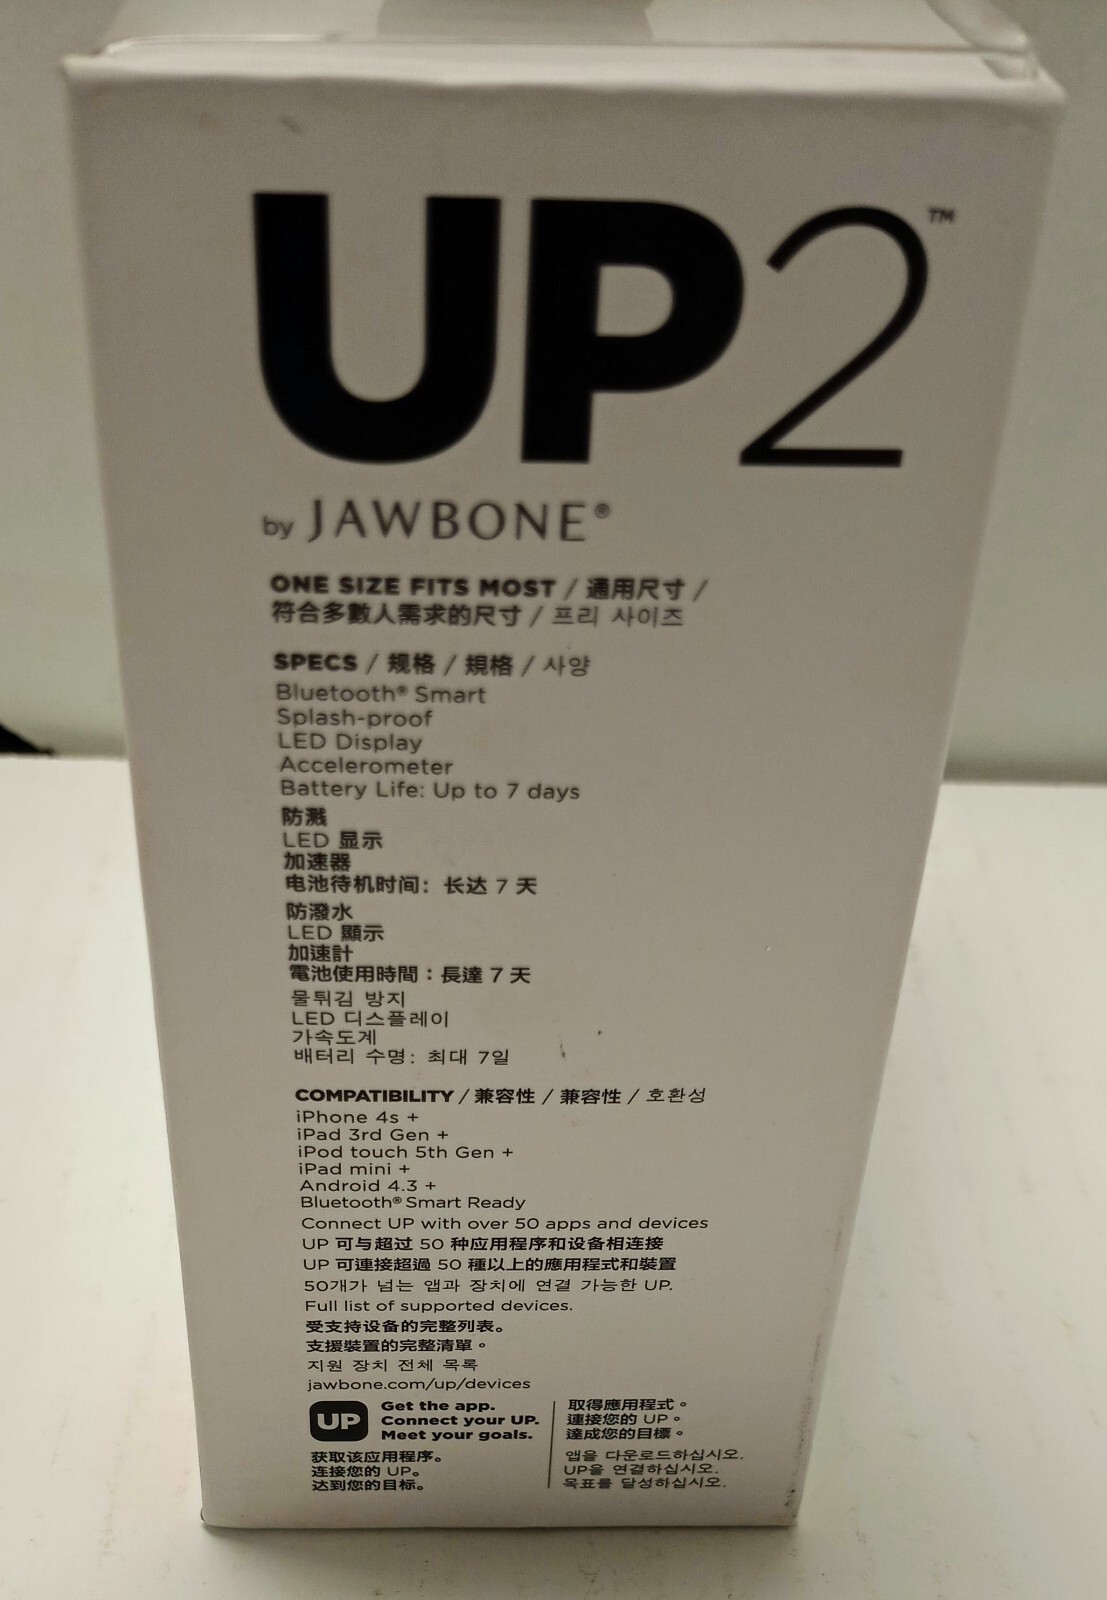 UP2™
by JAWBONE®
ONE SIZE FITS MOST / 通用尺寸 /
符合多數人需求的尺寸 / 프리 사이즈
SPECS / 规格 / 規格 / 사양
Bluetooth® Smart
Splash-proof
LED Display
Accelerometer
Battery Life: Up to 7 days
防溅
LED 显示
加速器
电池待机时间：长达 7 天
防潑水
LED 顯示
加速計
電池使用時間：長達 7 天
물튀김 방지
LED 디스플레이
가속도계
배터리 수명: 최대 7일
COMPATIBILITY / 兼容性 / 兼容性 / 호환성
iPhone 4s +
iPad 3rd Gen +
iPod touch 5th Gen +
iPad mini +
Android 4.3 +
Bluetooth® Smart Ready
Connect UP with over 50 apps and devices
UP 可与超过 50 种应用程序和设备相连接
UP 可連接超過 50 種以上的應用程式和裝置
50개가 넘는 앱과 장치에 연결 가능한 UP.
Full list of supported devices.
受支持设备的完整列表。
支援裝置的完整清單。
지원 장치 전체 목록
jawbone.com/up/devices
UP
Get the app.
Connect your UP.
Meet your goals.
获取该应用程序。
连接您的 UP。
达到您的目标。
取得應用程式。
連接您的 UP。
達成您的目標。
앱을 다운로드하십시오.
UP을 연결하십시오.
목표를 달성하십시오.